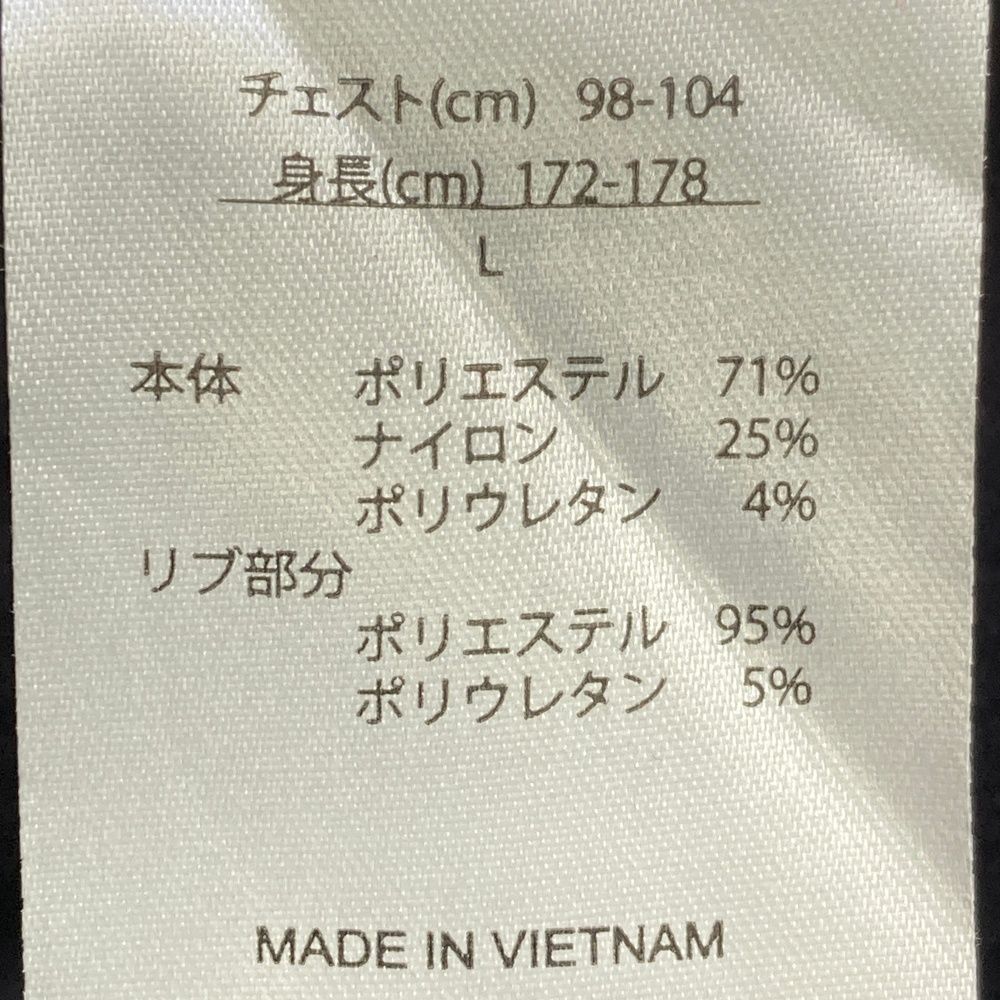 チェスト(cm) 98-104
身長(cm) 172-178
L
本体 ポリエステル 71%
ナイロン 25%
ポリウレタン 4%
リブ部分
ポリエステル 95%
ポリウレタン 5%
MADE IN VIETNAM